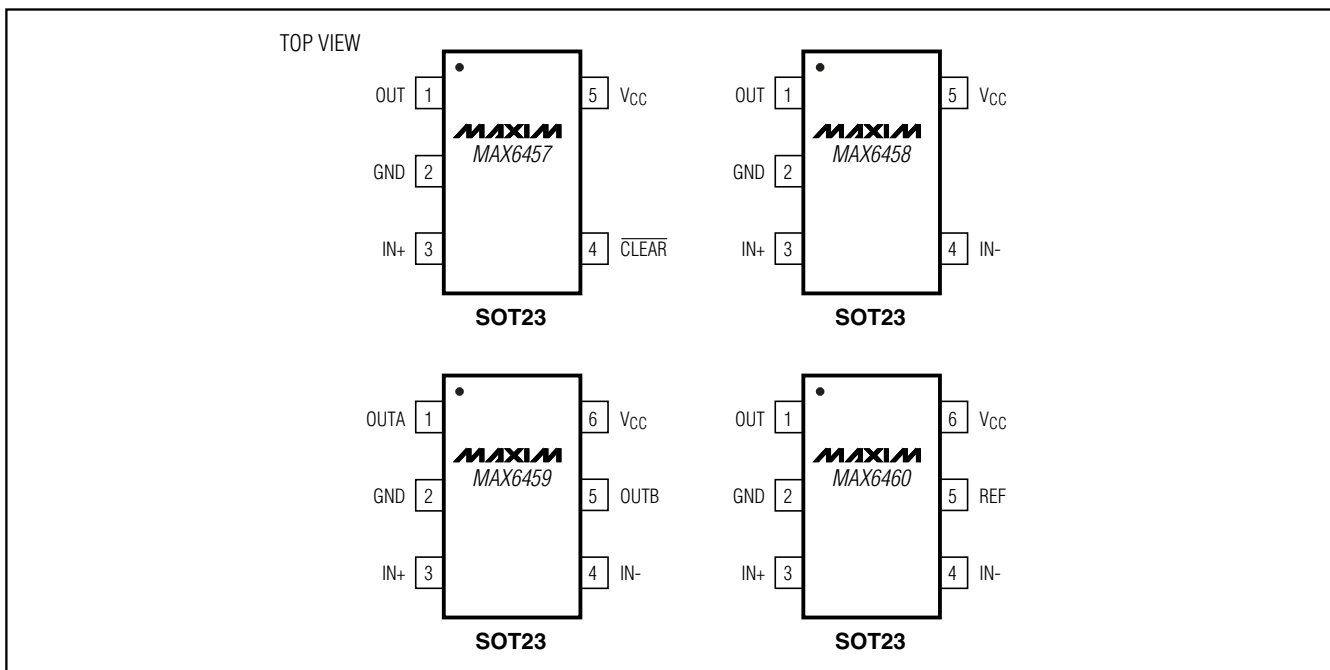 TOP VIEW
OUT 1 5 VCC
MAXIM
MAX6457
GND 2
IN+ 3 4 CLEAR
SOT23
OUT 1 5 VCC
MAXIM
MAX6458
GND 2
IN+ 3 4 IN-
SOT23
OUTA 1 6 VCC
MAXIM
MAX6459
GND 2 5 OUTB
IN+ 3 4 IN-
SOT23
OUT 1 6 VCC
MAXIM
MAX6460
GND 2 5 REF
IN+ 3 4 IN-
SOT23